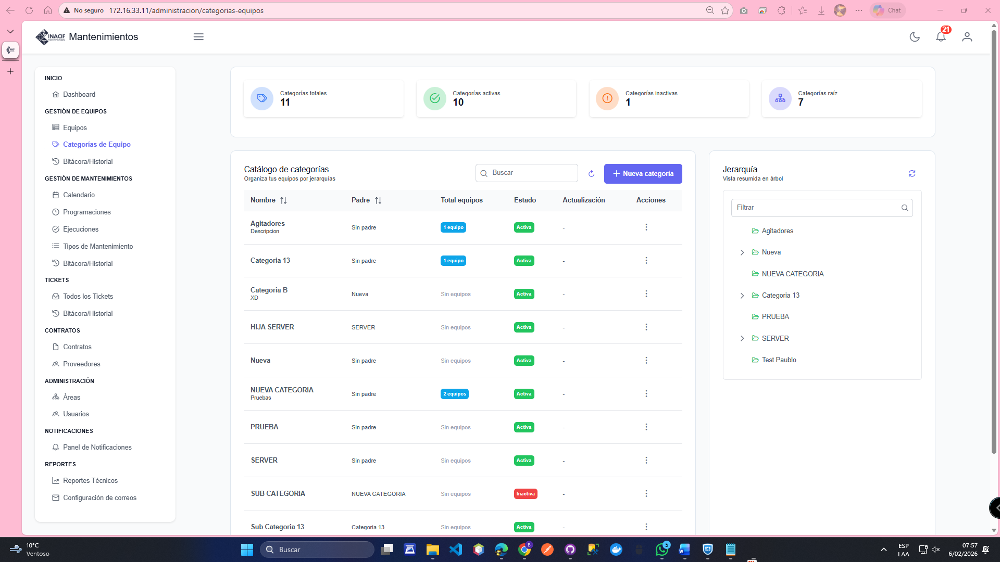 No seguro
172.16.33.11/administracion/categorias-equipos
Chat
INACIF
Mantenimientos
21
INICIO
Dashboard
GESTIÓN DE EQUIPOS
Equipos
Categorías de Equipo
Bitácora/Historial
GESTIÓN DE MANTENIMIENTOS
Calendario
Programaciones
Ejecuciones
Tipos de Mantenimiento
Bitácora/Historial
TICKETS
Todos los Tickets
Bitácora/Historial
CONTRATOS
Contratos
Proveedores
ADMINISTRACIÓN
Áreas
Usuarios
NOTIFICACIONES
Panel de Notificaciones
REPORTES
Reportes Técnicos
Configuración de correos
Categorías totales
11
Categorías activas
10
Categorías inactivas
1
Categorías raíz
7
Catálogo de categorías
Organiza tus equipos por jerarquías
Buscar
Nueva categoría
Nombre Padre Total equipos Estado Actualización Acciones
Agitadores
Descripcion
Sin padre 1 equipo Activa -
Categoria 13 Sin padre 1 equipo Activa -
Categoria B
XD
Nueva Sin equipos Activa -
HIJA SERVER SERVER Sin equipos Activa -
Nueva Sin padre Sin equipos Activa -
NUEVA CATEGORIA
Pruebas
Sin padre 2 equipos Activa -
PRUEBA Sin padre Sin equipos Activa -
SERVER Sin padre Sin equipos Activa -
SUB CATEGORIA NUEVA CATEGORIA Sin equipos Inactiva -
Sub Categoria 13 Categoria 13 Sin equipos Activa -
Jerarquía
Vista resumida en árbol
Filtrar
Agitadores
Nueva
NUEVA CATEGORIA
Categoria 13
PRUEBA
SERVER
Test Paublo
10°C
Ventoso
Buscar
B
5
ESP
LAA
07:57
6/02/2026